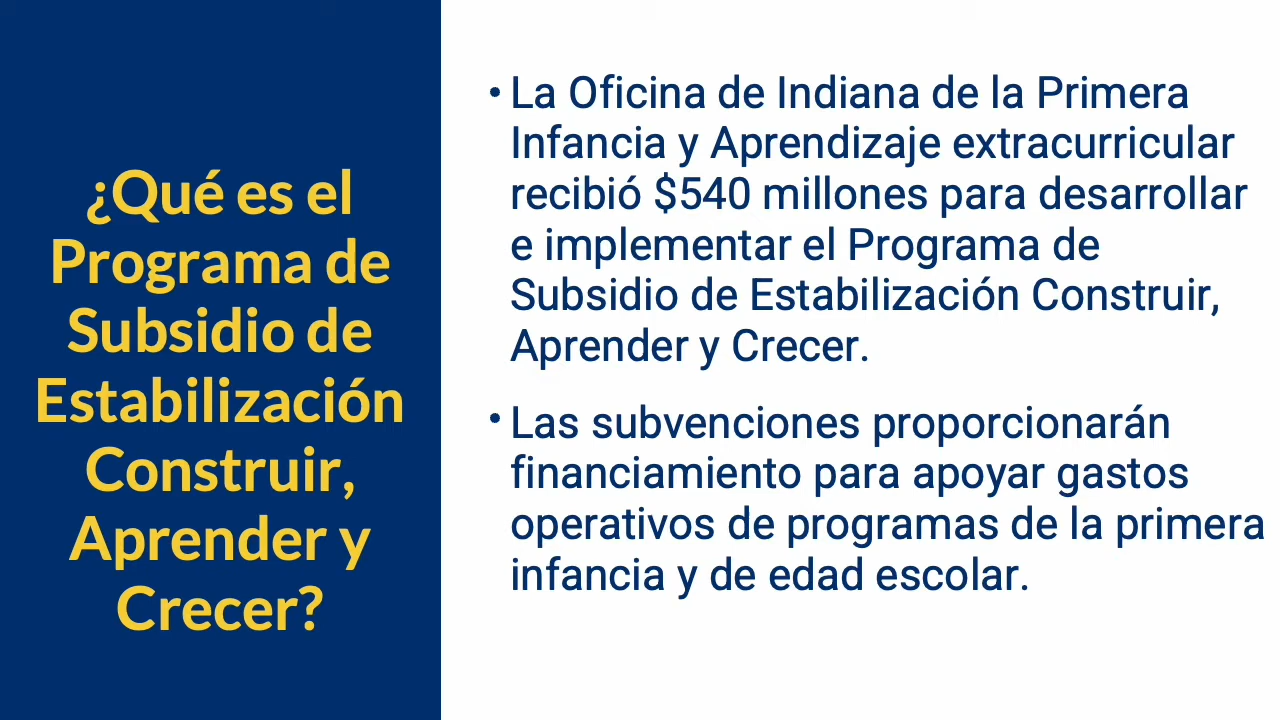 ¿Qué es el
Programa de
Subsidio de
Estabilización
Construir,
Aprender y
Crecer?
• La Oficina de Indiana de la Primera
Infancia y Aprendizaje extracurricular
recibió $540 millones para desarrollar
e implementar el Programa de
Subsidio de Estabilización Construir,
Aprender y Crecer.
• Las subvenciones proporcionarán
financiamiento para apoyar gastos
operativos de programas de la primera
infancia y de edad escolar.